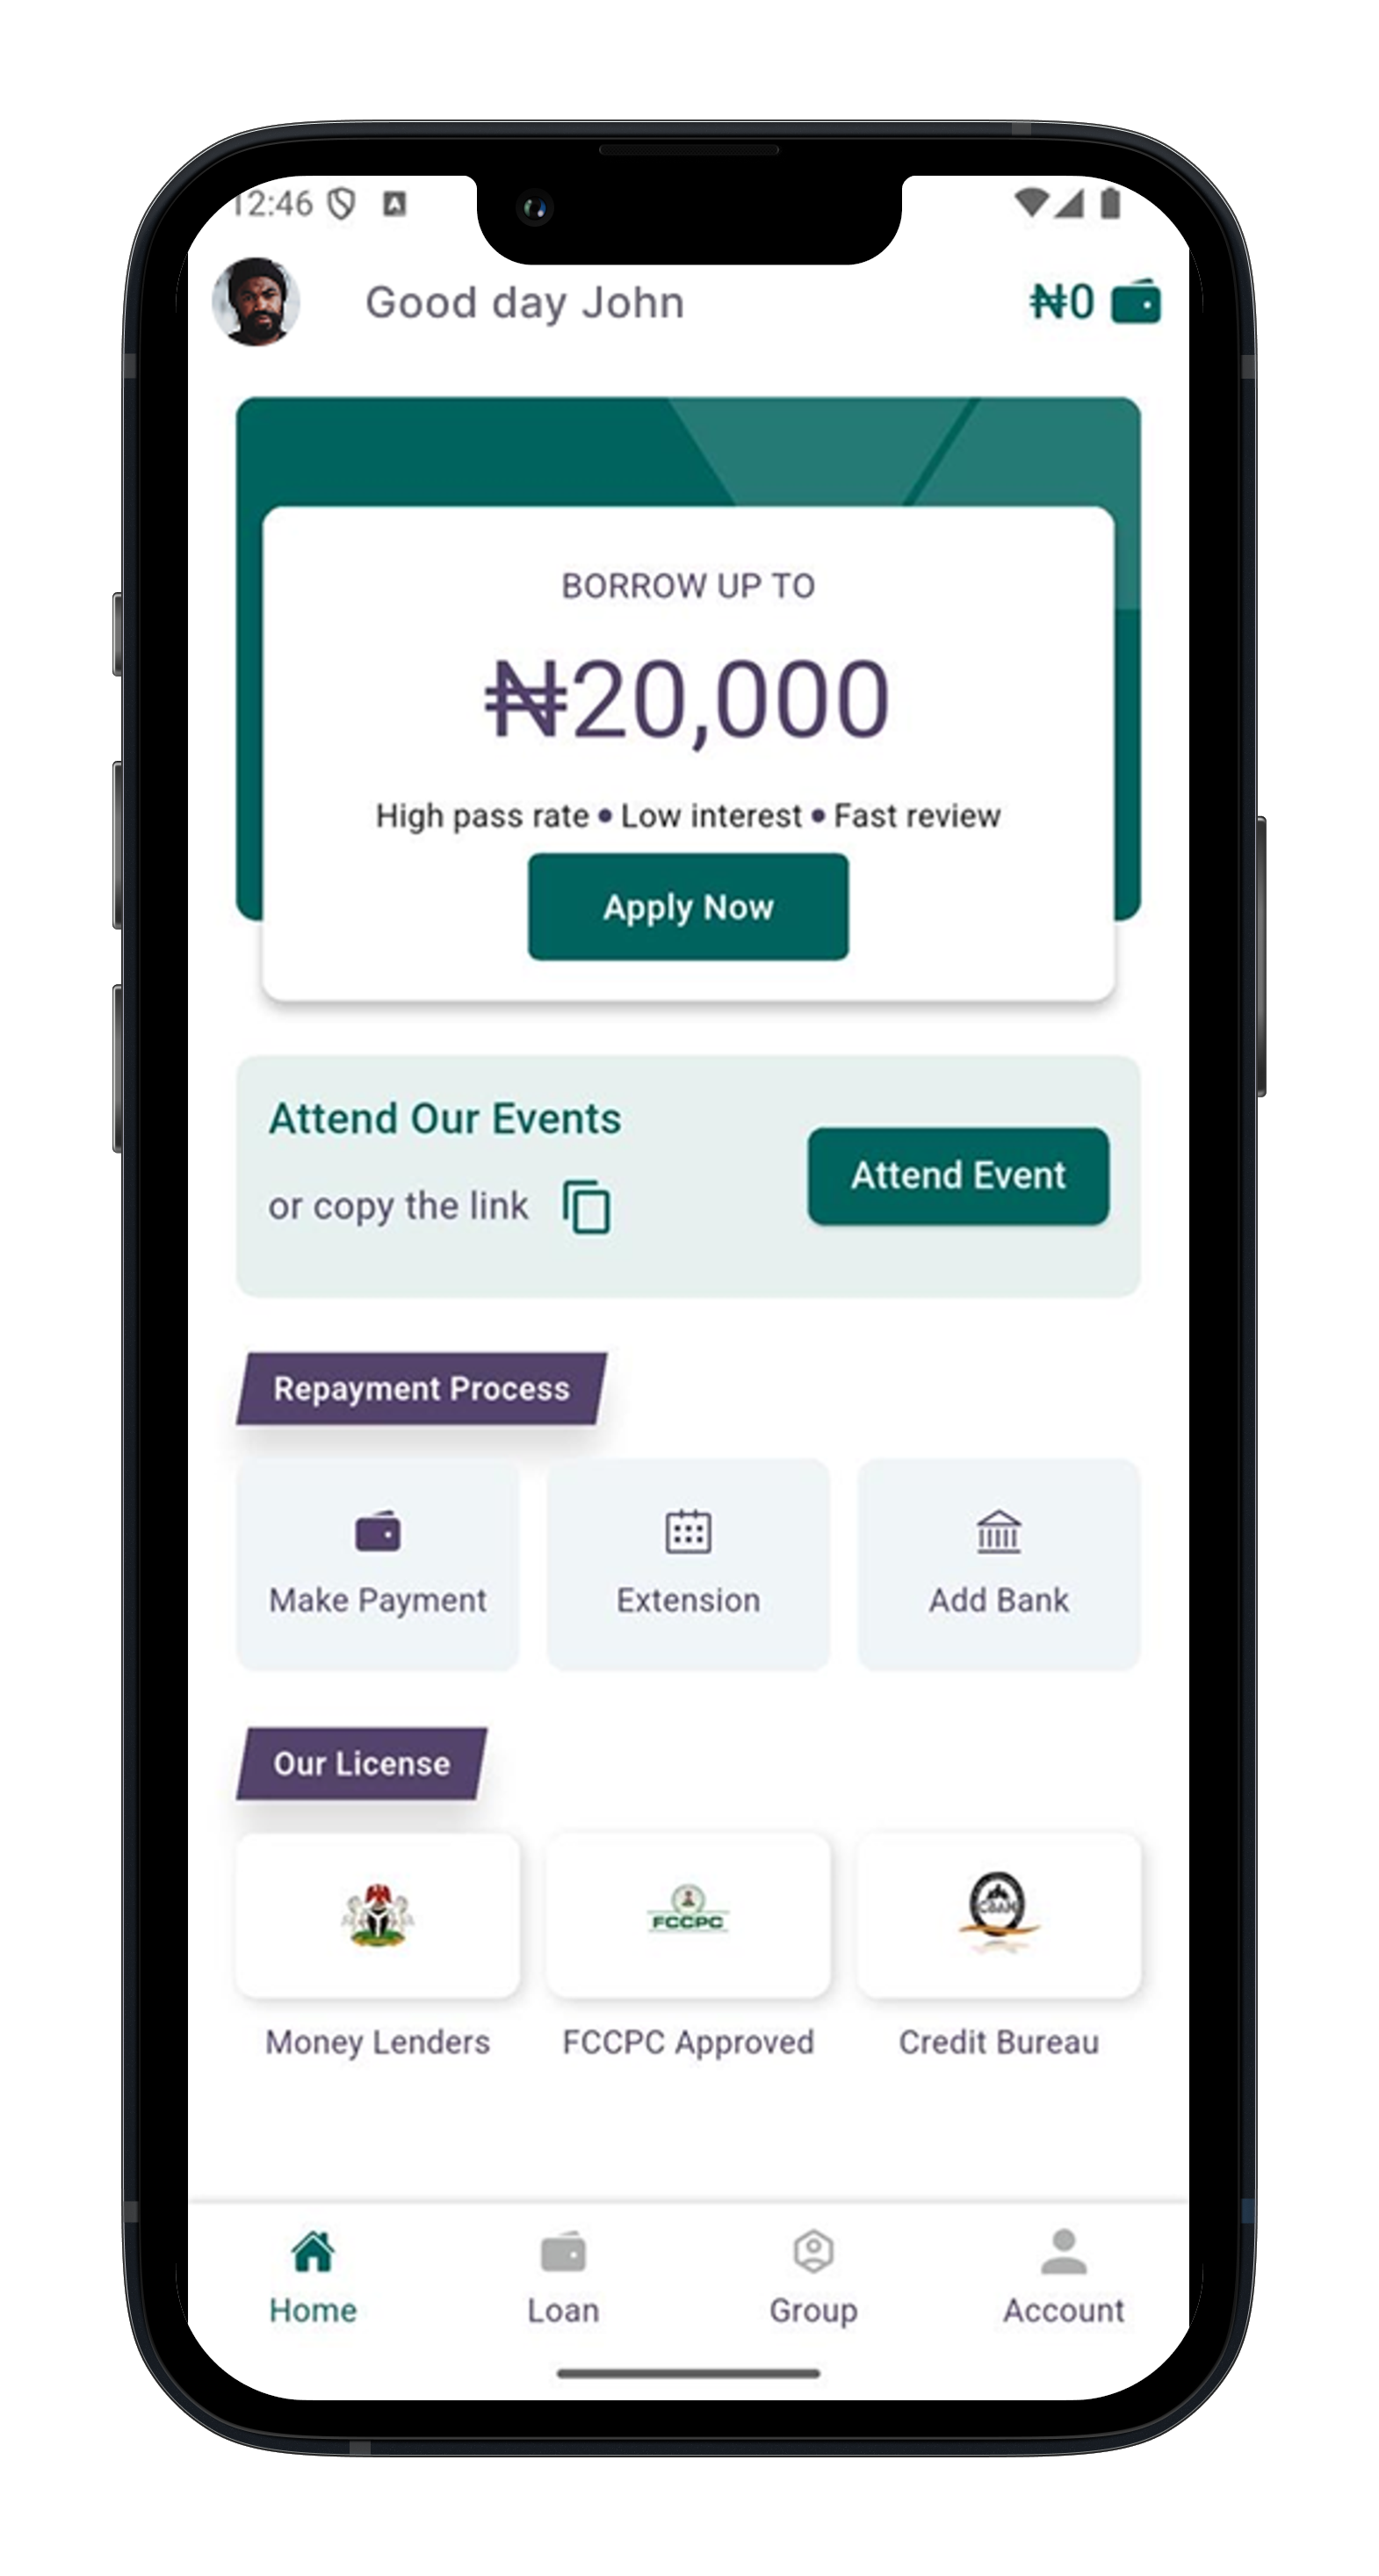 12:46
Good day John
₦0
BORROW UP TO
₦20,000
High pass rate • Low interest • Fast review
Apply Now
Attend Our Events
or copy the link
Attend Event
Repayment Process
Make Payment
Extension
Add Bank
Our License
FCCPC
Money Lenders
FCCPC Approved
Credit Bureau
Home
Loan
Group
Account